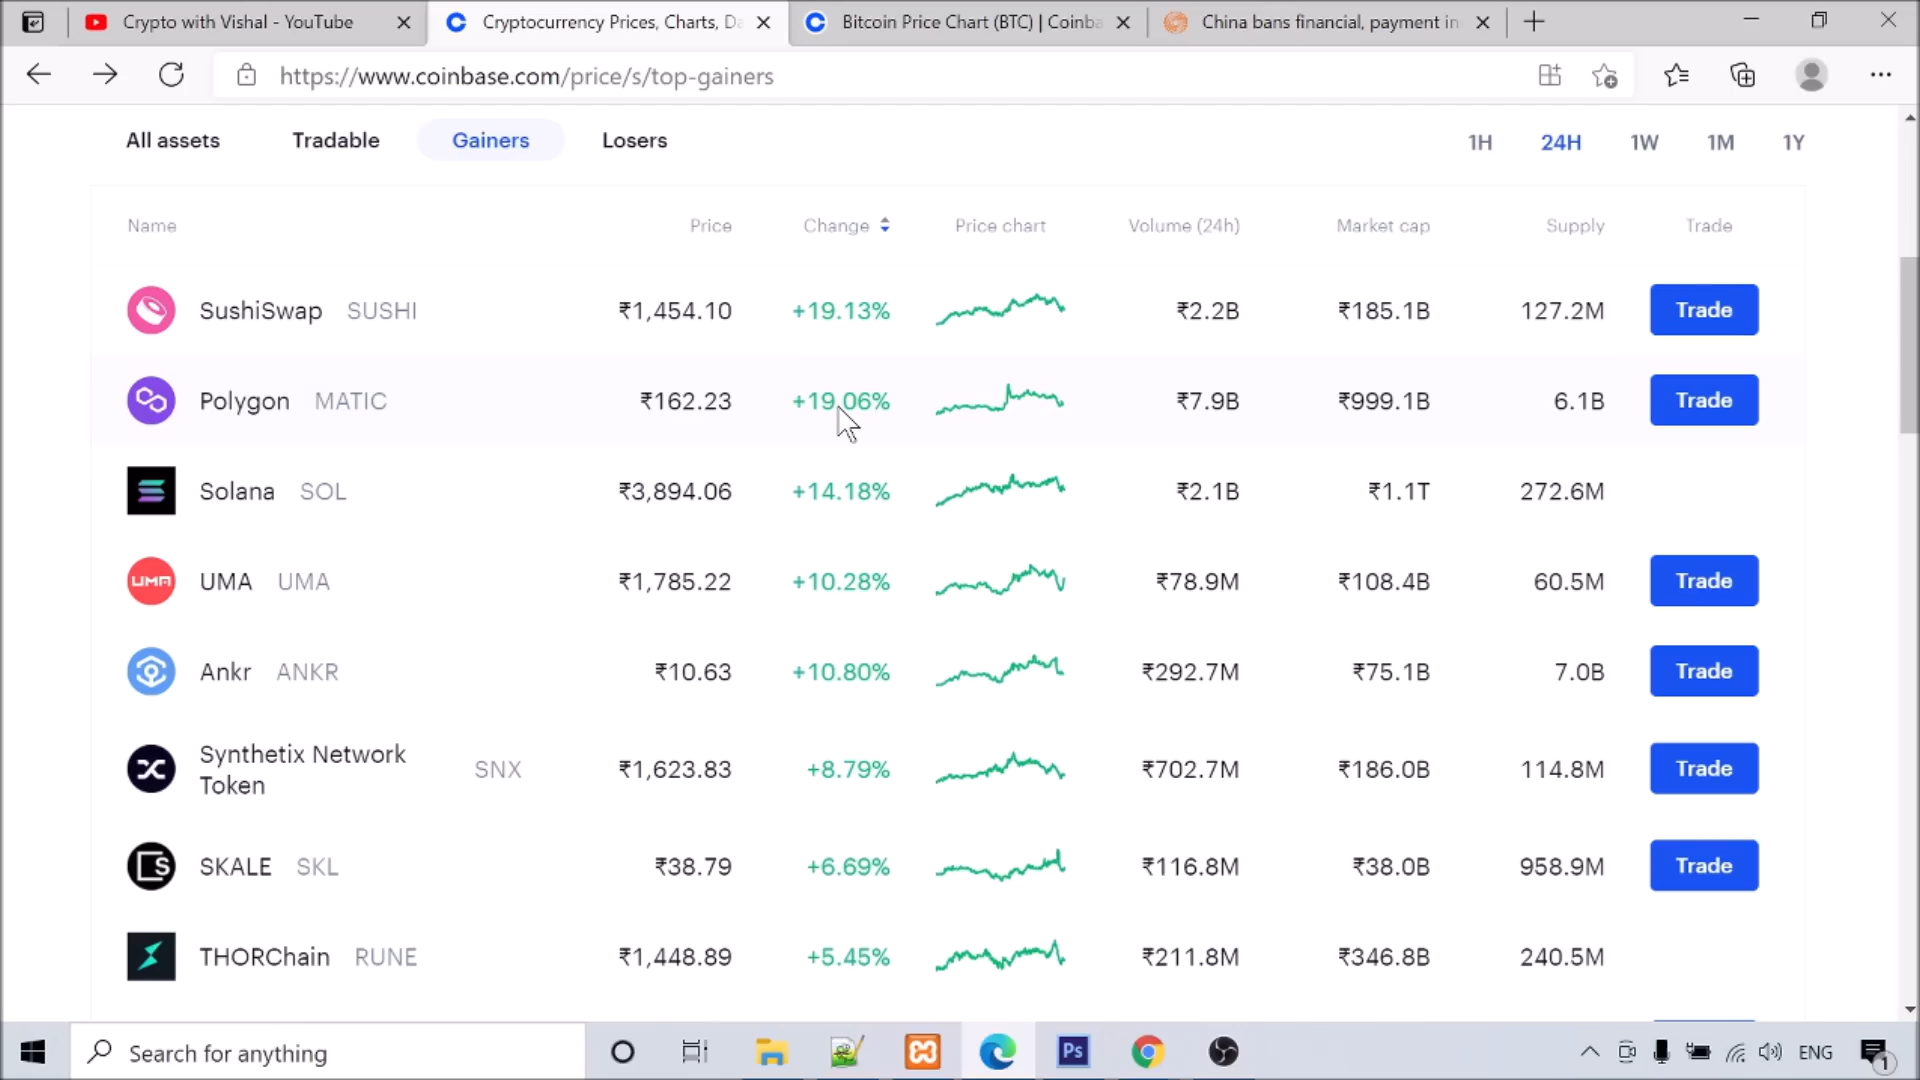 Crypto with Vishal - YouTube
Cryptocurrency Prices, Charts, Da
Bitcoin Price Chart (BTC) | Coinba
China bans financial, payment in
https://www.coinbase.com/price/s/top-gainers
All assets Tradable Gainers Losers 1H 24H 1W 1M 1Y
Name Price Change Price chart Volume (24h) Market cap Supply Trade
SushiSwap SUSHI ₹1,454.10 +19.13% ₹2.2B ₹185.1B 127.2M Trade
Polygon MATIC ₹162.23 +19.06% ₹7.9B ₹999.1B 6.1B Trade
Solana SOL ₹3,894.06 +14.18% ₹2.1B ₹1.1T 272.6M
UMA UMA UMA ₹1,785.22 +10.28% ₹78.9M ₹108.4B 60.5M Trade
Ankr ANKR ₹10.63 +10.80% ₹292.7M ₹75.1B 7.0B Trade
Synthetix Network
Token SNX ₹1,623.83 +8.79% ₹702.7M ₹186.0B 114.8M Trade
SKALE SKL ₹38.79 +6.69% ₹116.8M ₹38.0B 958.9M Trade
THORChain RUNE ₹1,448.89 +5.45% ₹211.8M ₹346.8B 240.5M
Search for anything
Ps
ENG
1